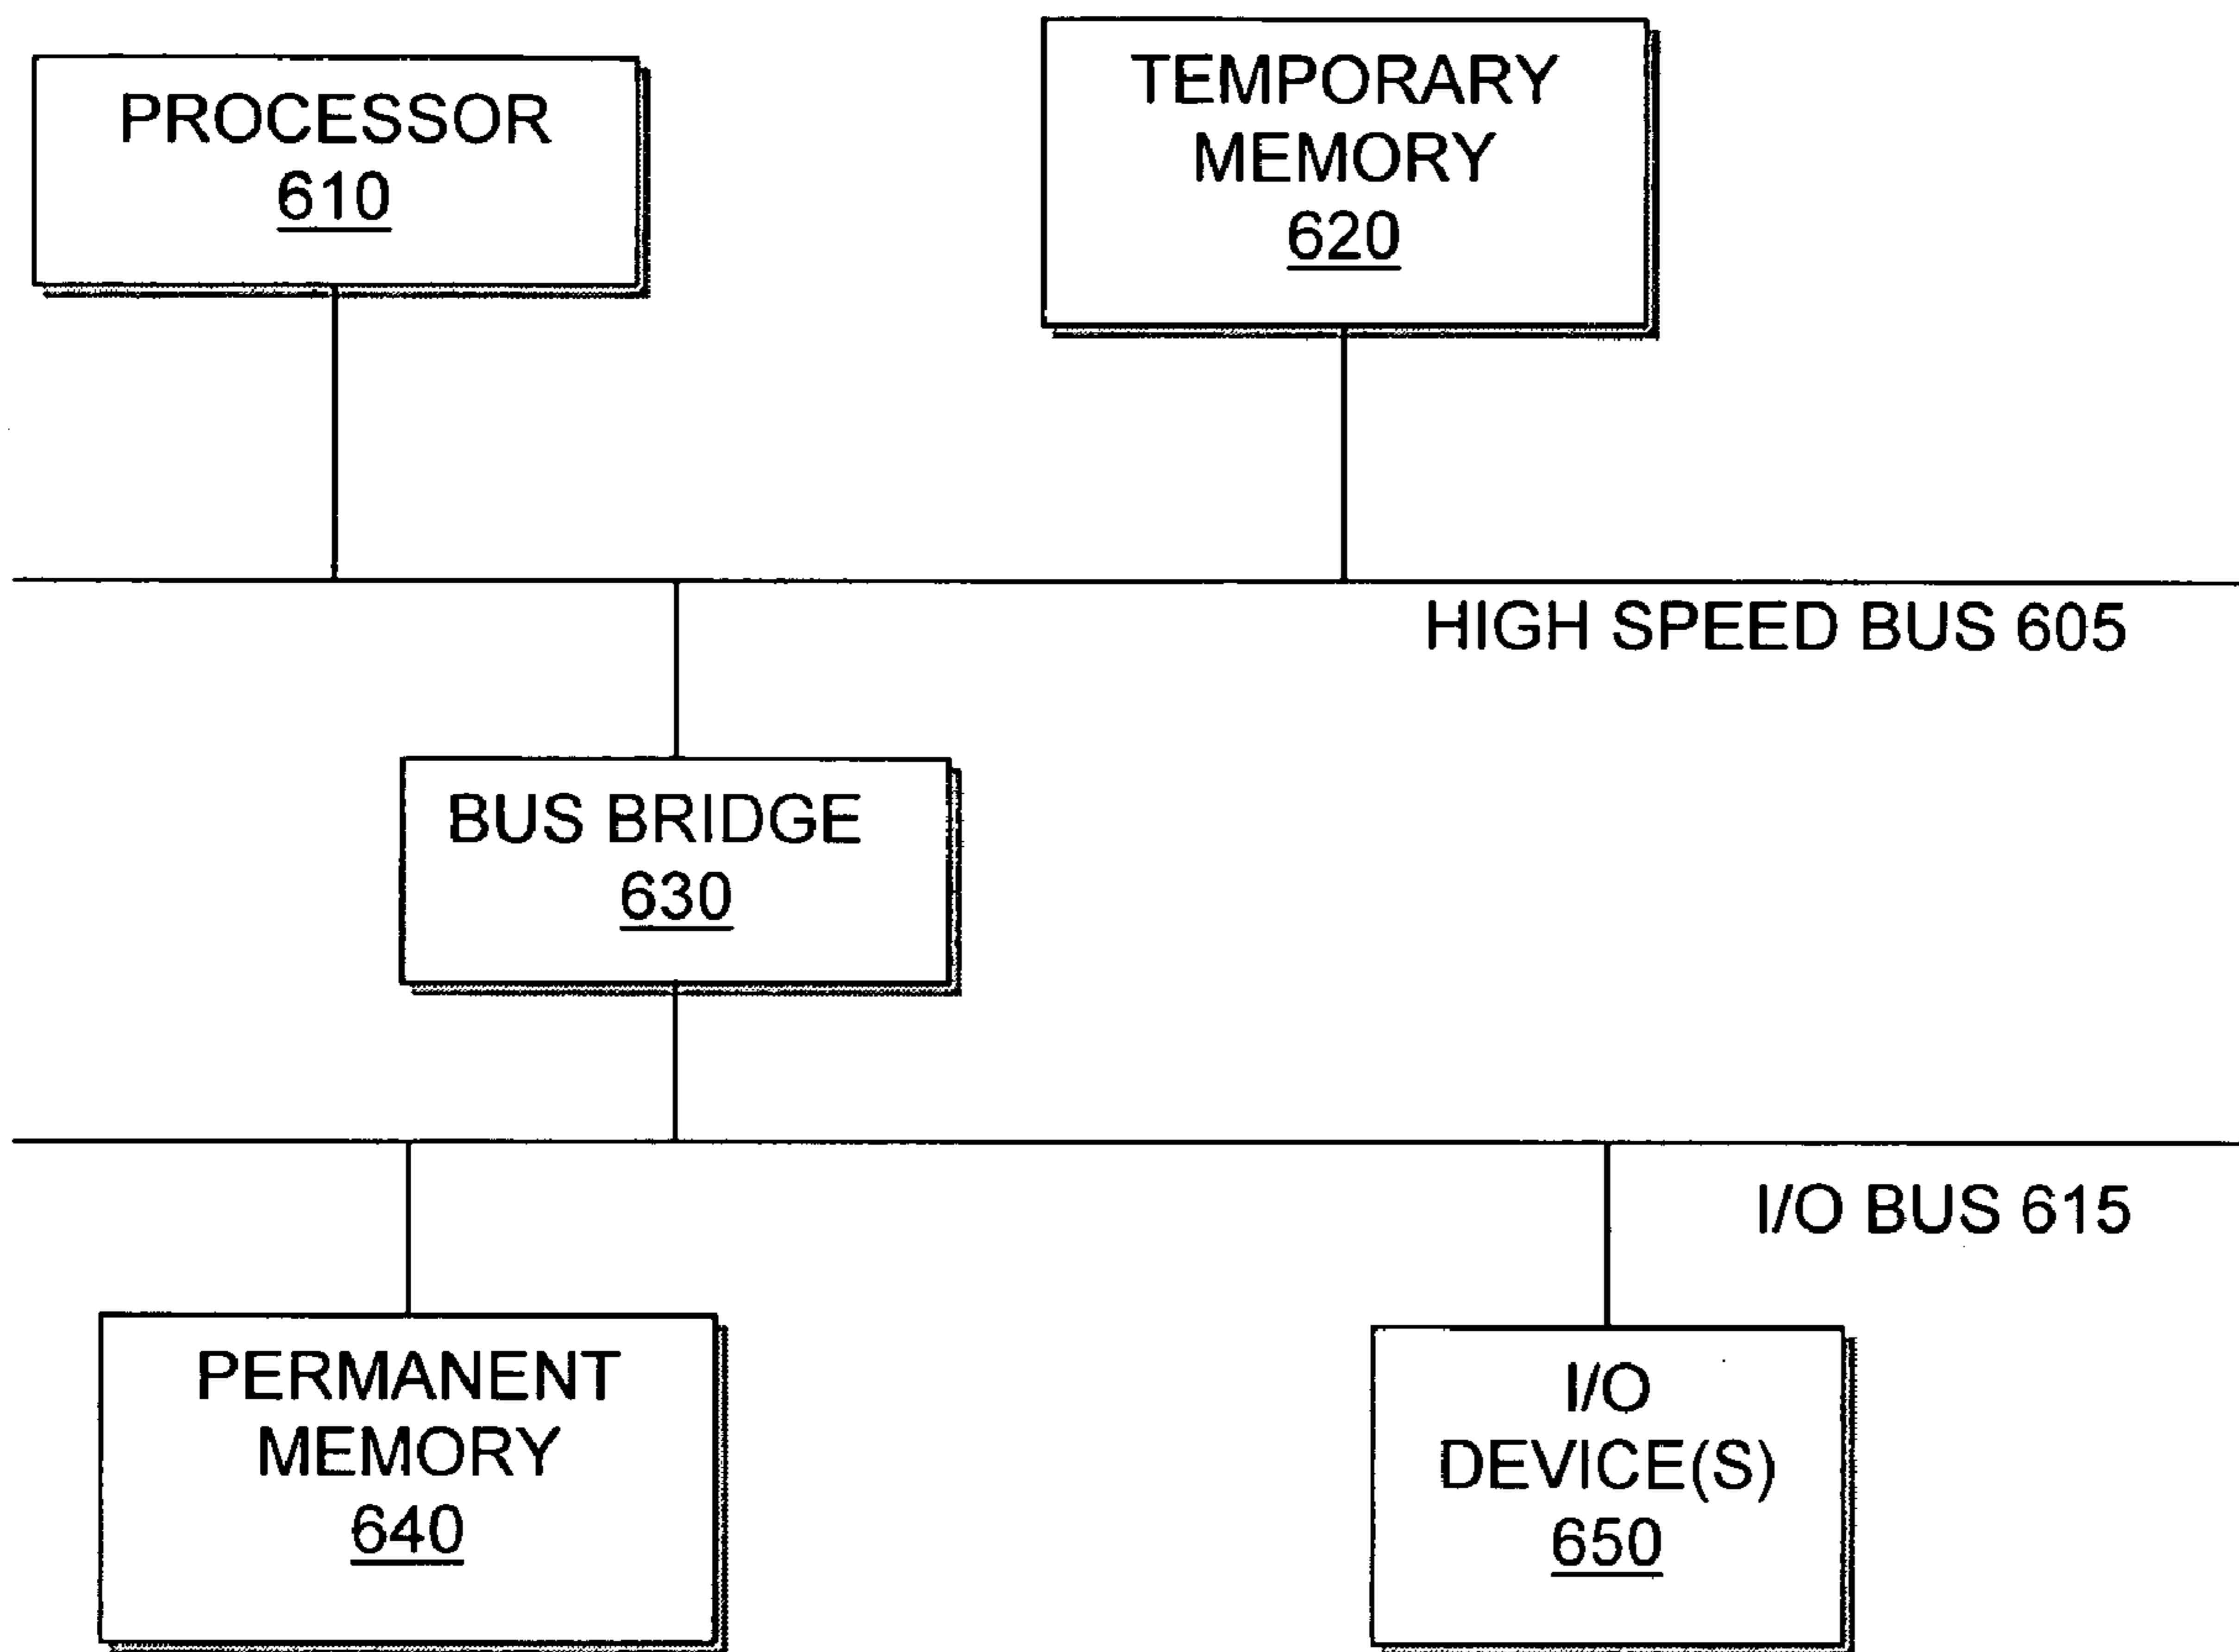 PROCESSOR
610
TEMPORARY
MEMORY
620
HIGH SPEED BUS 605
BUS BRIDGE
630
I/O BUS 615
PERMANENT
MEMORY
640
I/O
DEVICE(S)
650